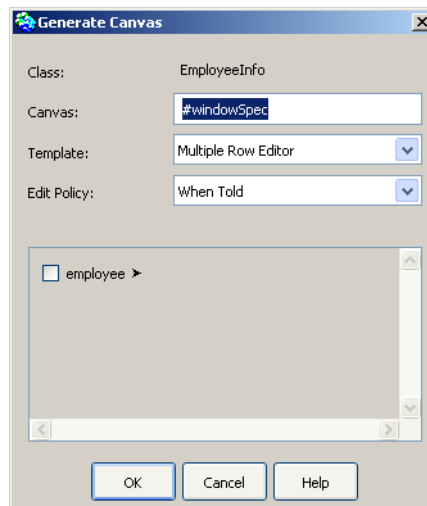 Generate Canvas
Class: EmployeeInfo
Canvas: #windowSpec
Template: Multiple Row Editor
Edit Policy: When Told
employee ➤
OK Cancel Help